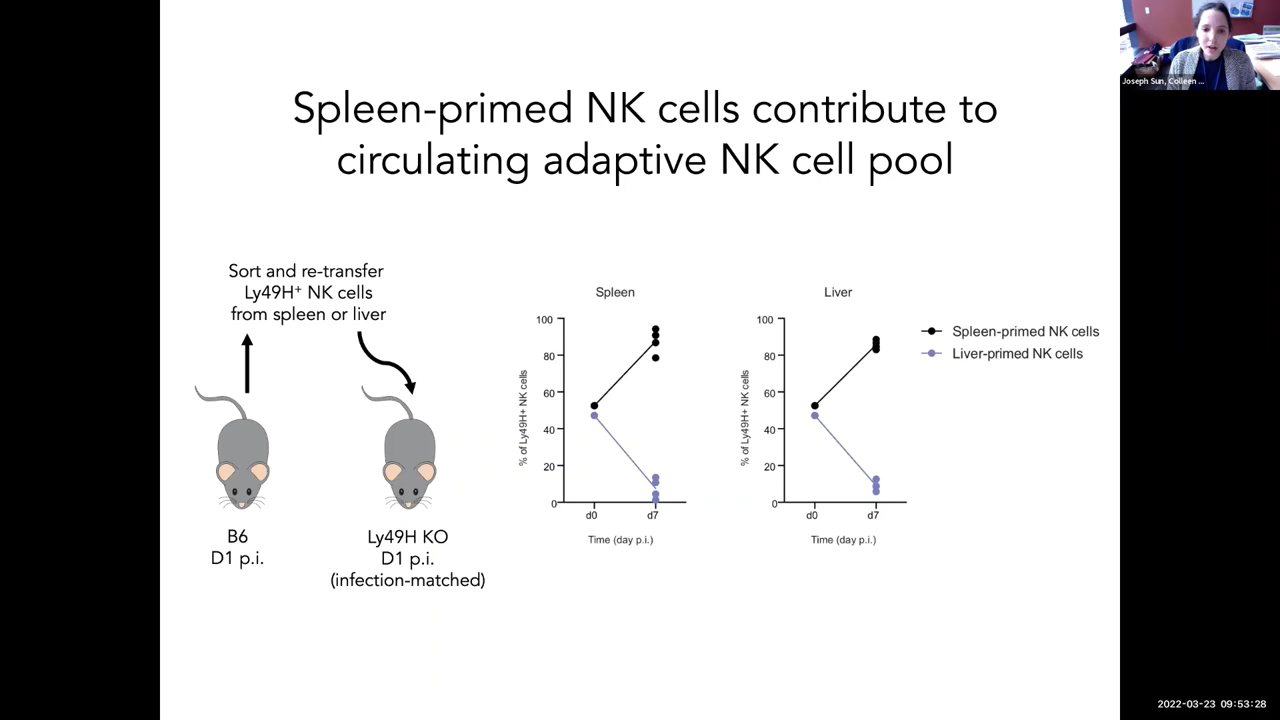 Joseph Sun, Colleen ...
Spleen-primed NK cells contribute to
circulating adaptive NK cell pool
Sort and re-transfer
Ly49H⁺ NK cells
from spleen or liver
B6
D1 p.i.
Ly49H KO
D1 p.i.
(infection-matched)
Spleen
% of Ly49H+ NK cells
100
80
60
40
20
0
d0 d7
Time (day p.i.)
Liver
% of Ly49H+ NK cells
100
80
60
40
20
0
d0 d7
Time (day p.i.)
Spleen-primed NK cells
Liver-primed NK cells
2022-03-23 09:53:28